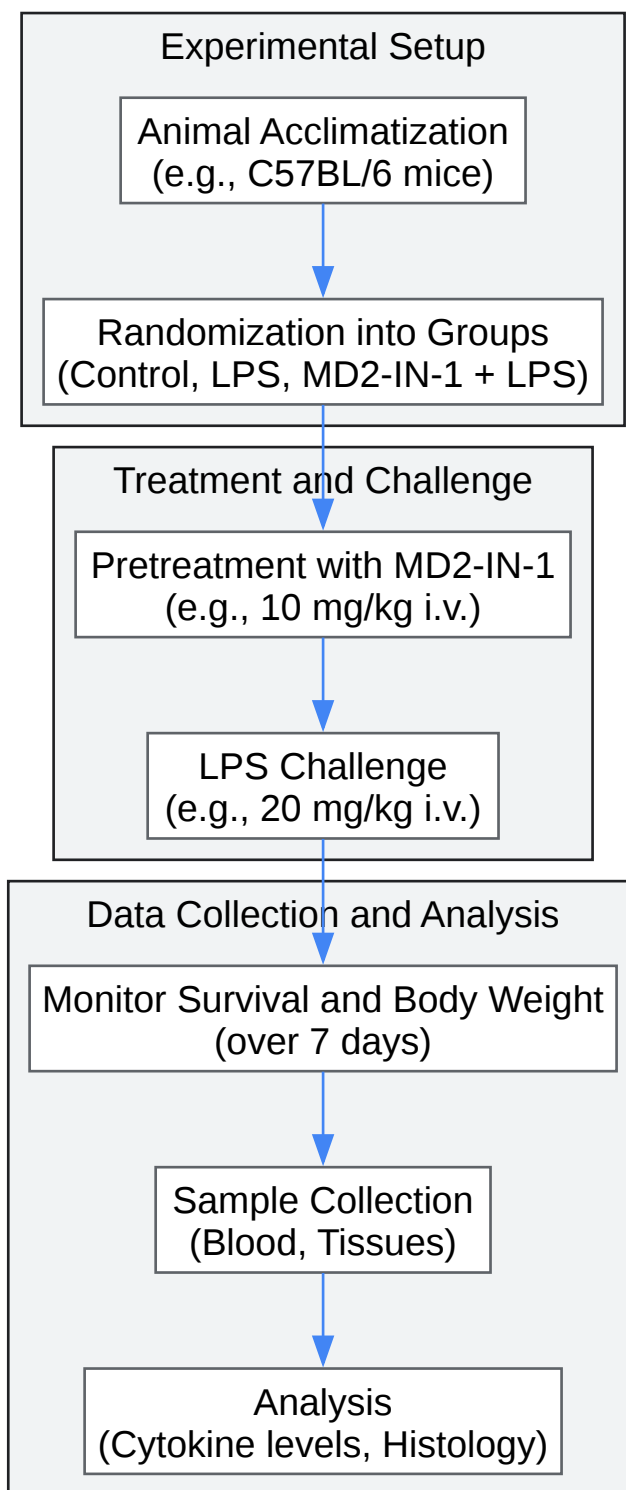 Experimental Setup
Animal Acclimatization
(e.g., C57BL/6 mice)
Randomization into Groups
(Control, LPS, MD2-IN-1 + LPS)
Treatment and Challenge
Pretreatment with MD2-IN-1
(e.g., 10 mg/kg i.v.)
LPS Challenge
(e.g., 20 mg/kg i.v.)
Data Collection and Analysis
Monitor Survival and Body Weight
(over 7 days)
Sample Collection
(Blood, Tissues)
Analysis
(Cytokine levels, Histology)